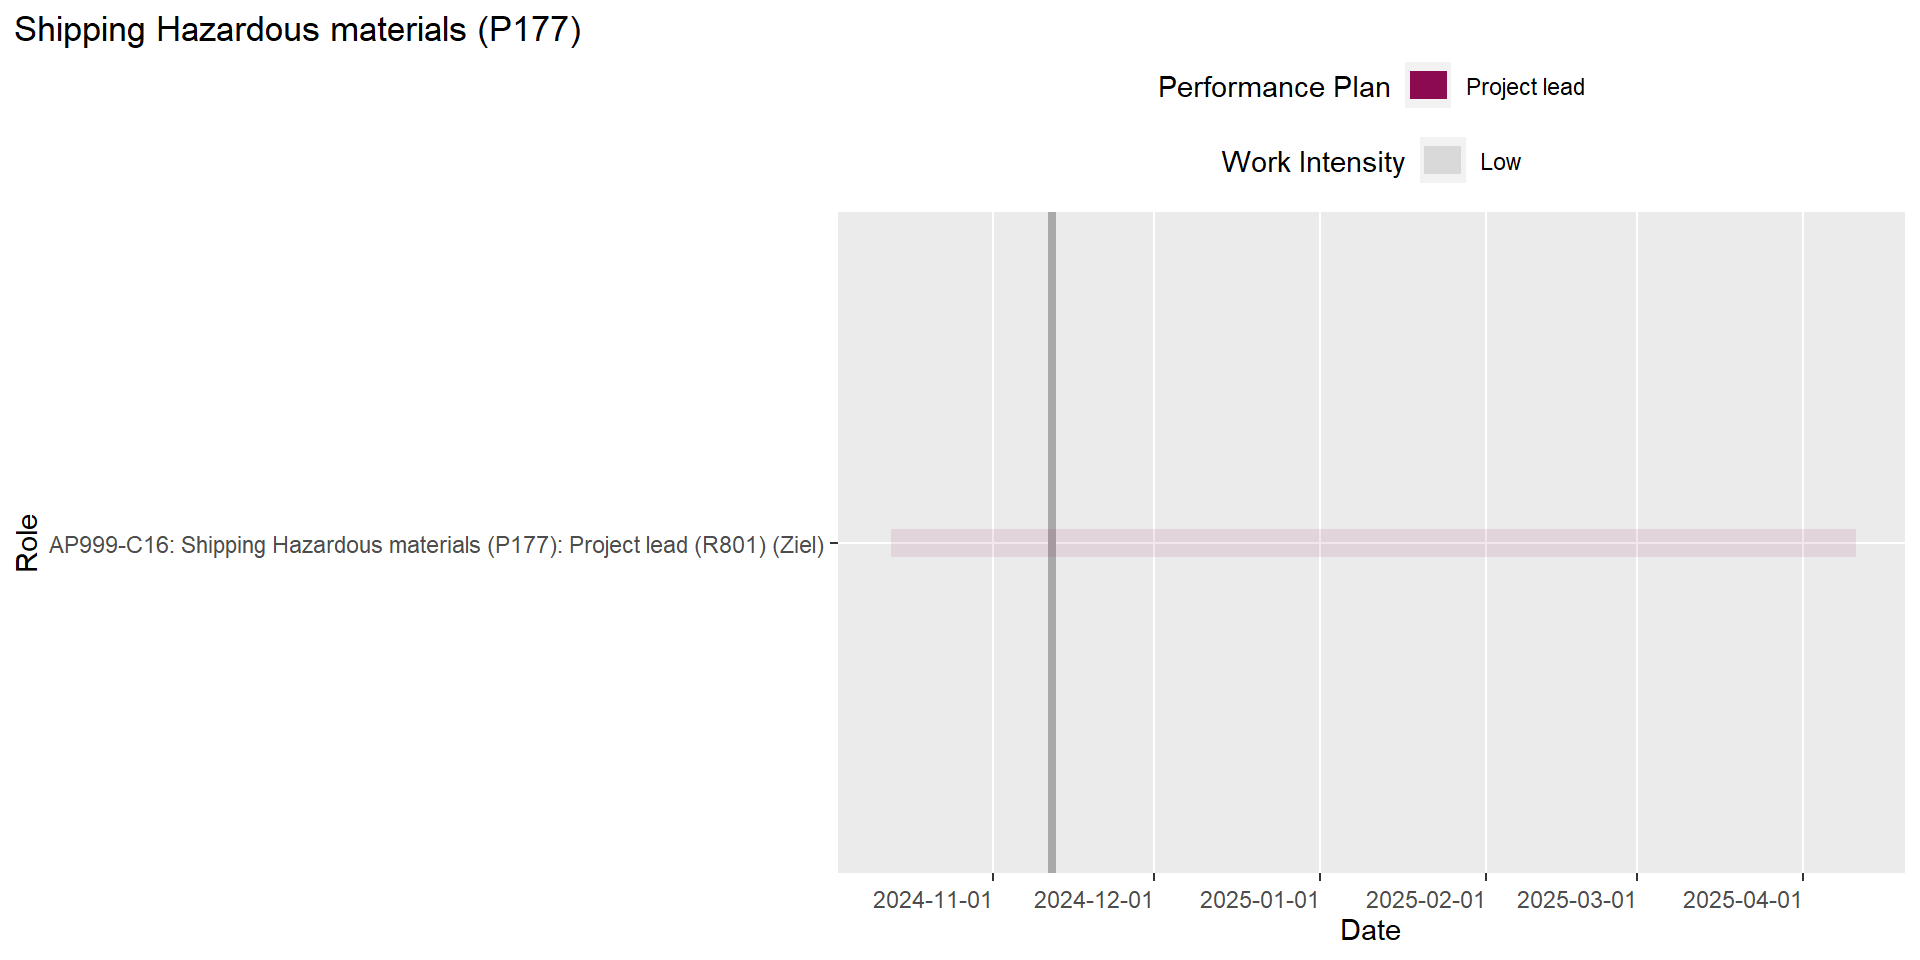 Shipping Hazardous materials (P177)
Performance Plan Project lead
Work Intensity Low
Role
AP999-C16: Shipping Hazardous materials (P177): Project lead (R801) (Ziel)
2024-11-01 2024-12-01 2025-01-01 2025-02-01 2025-03-01 2025-04-01
Date